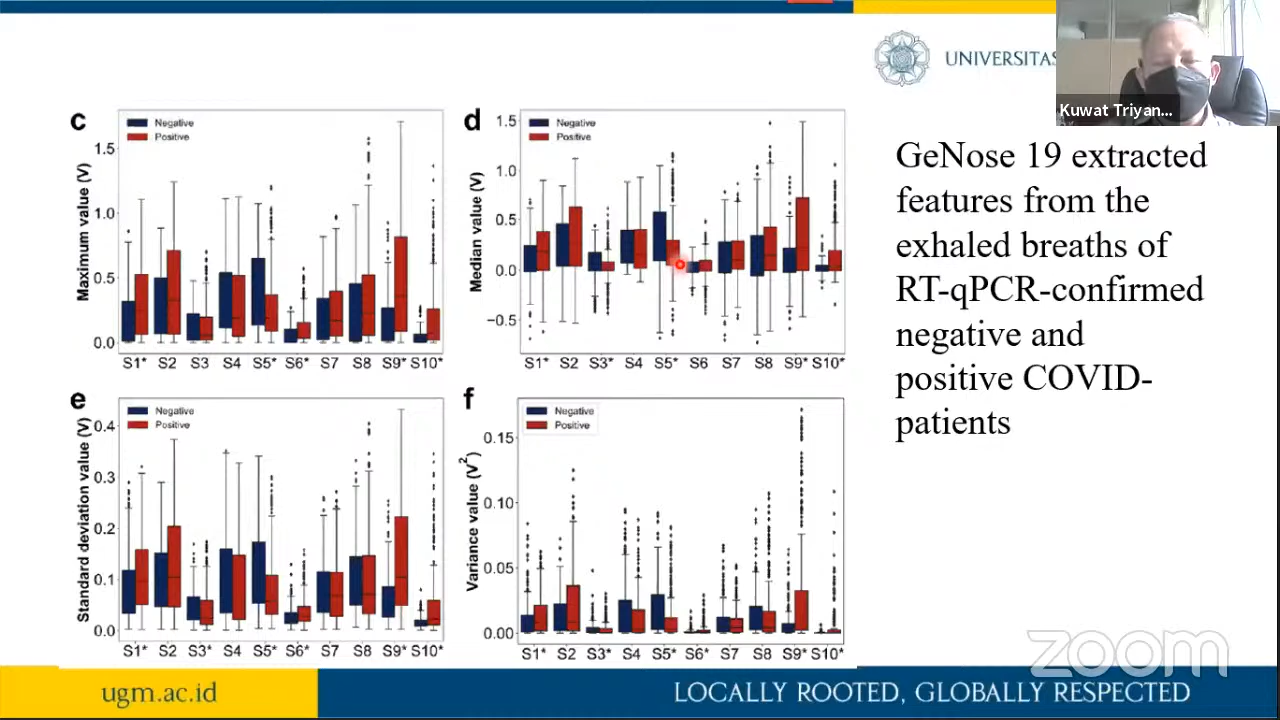 UNIVERSITAS
Kuwat Triyan...
c
Negative
Positive
Maximum value (V)
1.5
1.0
0.5
0.0
S1* S2 S3 S4 S5* S6* S7 S8 S9* S10*
d
Negative
Positive
Median value (V)
1.5
1.0
0.5
0.0
−0.5
S1* S2 S3* S4 S5* S6 S7 S8 S9* S10*
GeNose 19 extracted
features from the
exhaled breaths of
RT-qPCR-confirmed
negative and
positive COVID-
patients
e
Negative
Positive
Standard deviation value (V)
0.4
0.3
0.2
0.1
0.0
S1* S2 S3* S4 S5* S6* S7 S8 S9* S10*
f
Negative
Positive
Variance value (V²)
0.15
0.10
0.05
0.00
S1* S2 S3* S4 S5* S6* S7 S8 S9* S10*
zoom
ugm.ac.id
LOCALLY ROOTED, GLOBALLY RESPECTED